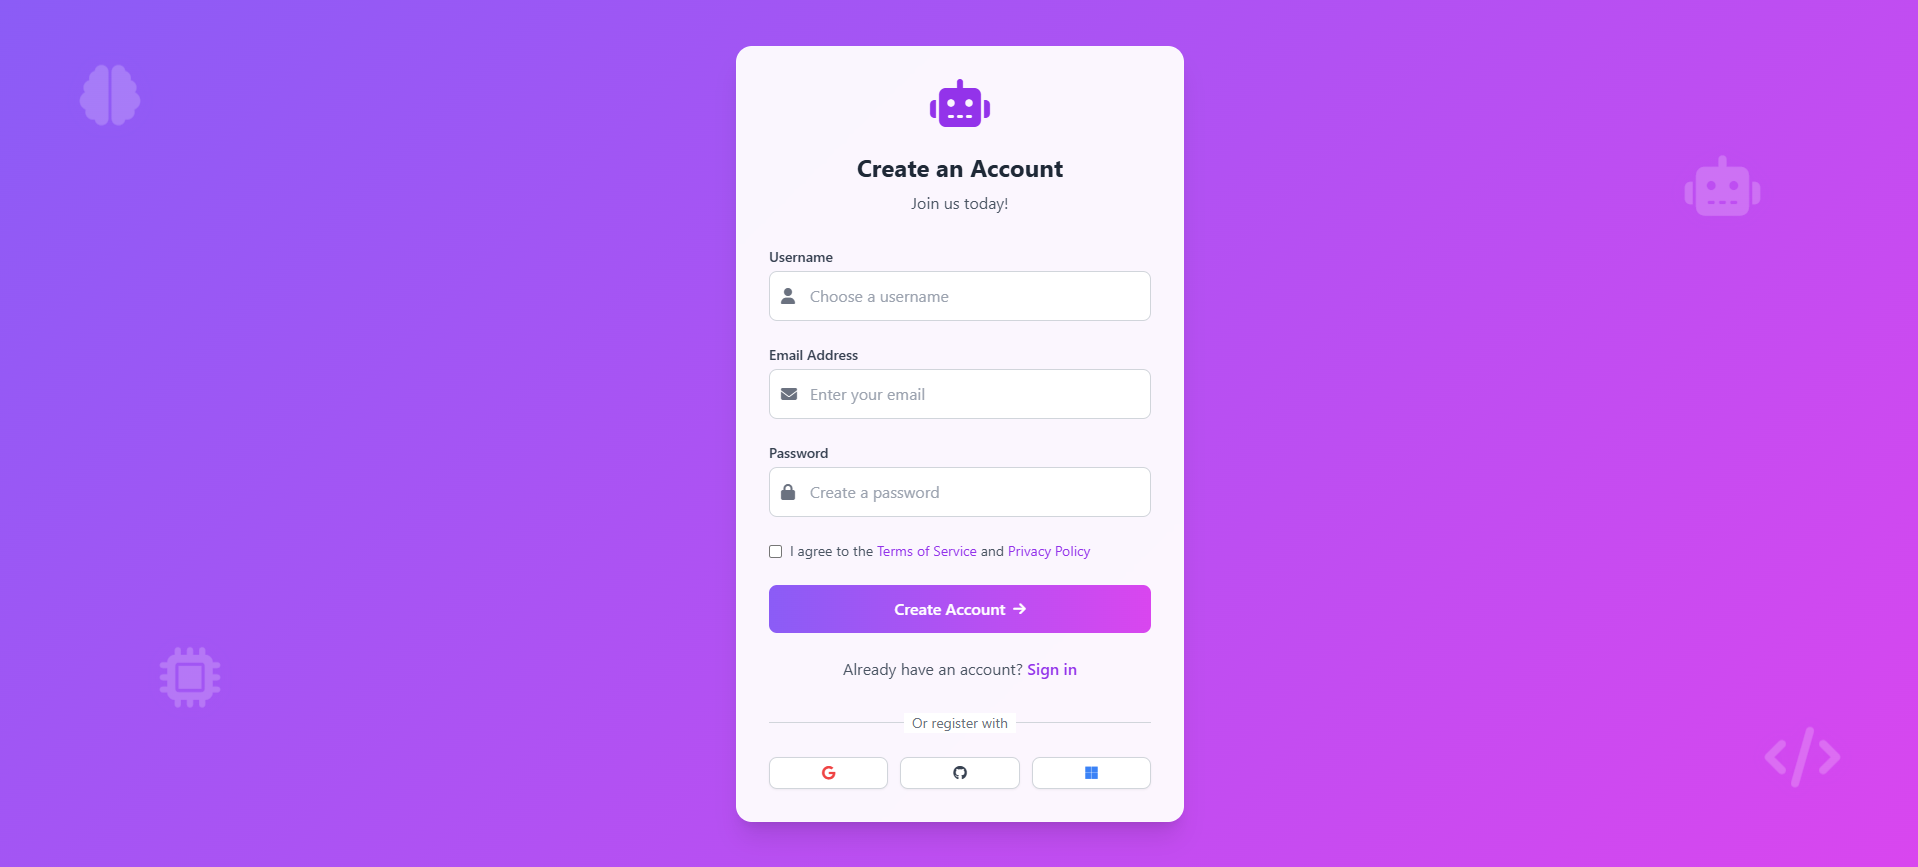 Create an Account
Join us today!
Username
Choose a username
Email Address
Enter your email
Password
Create a password
I agree to the Terms of Service and Privacy Policy
Create Account →
Already have an account? Sign in
Or register with